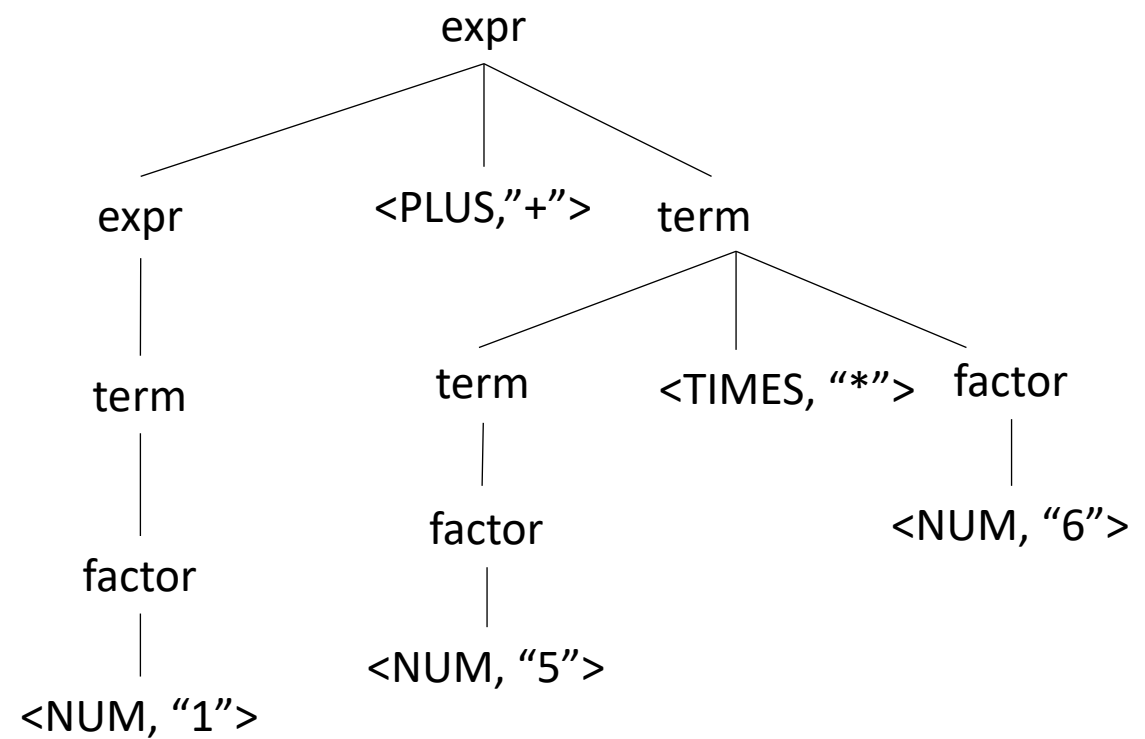 expr
expr <PLUS,”+”> term
term term <TIMES, “*”> factor
factor factor <NUM, “6”>
<NUM, “1”> <NUM, “5”>